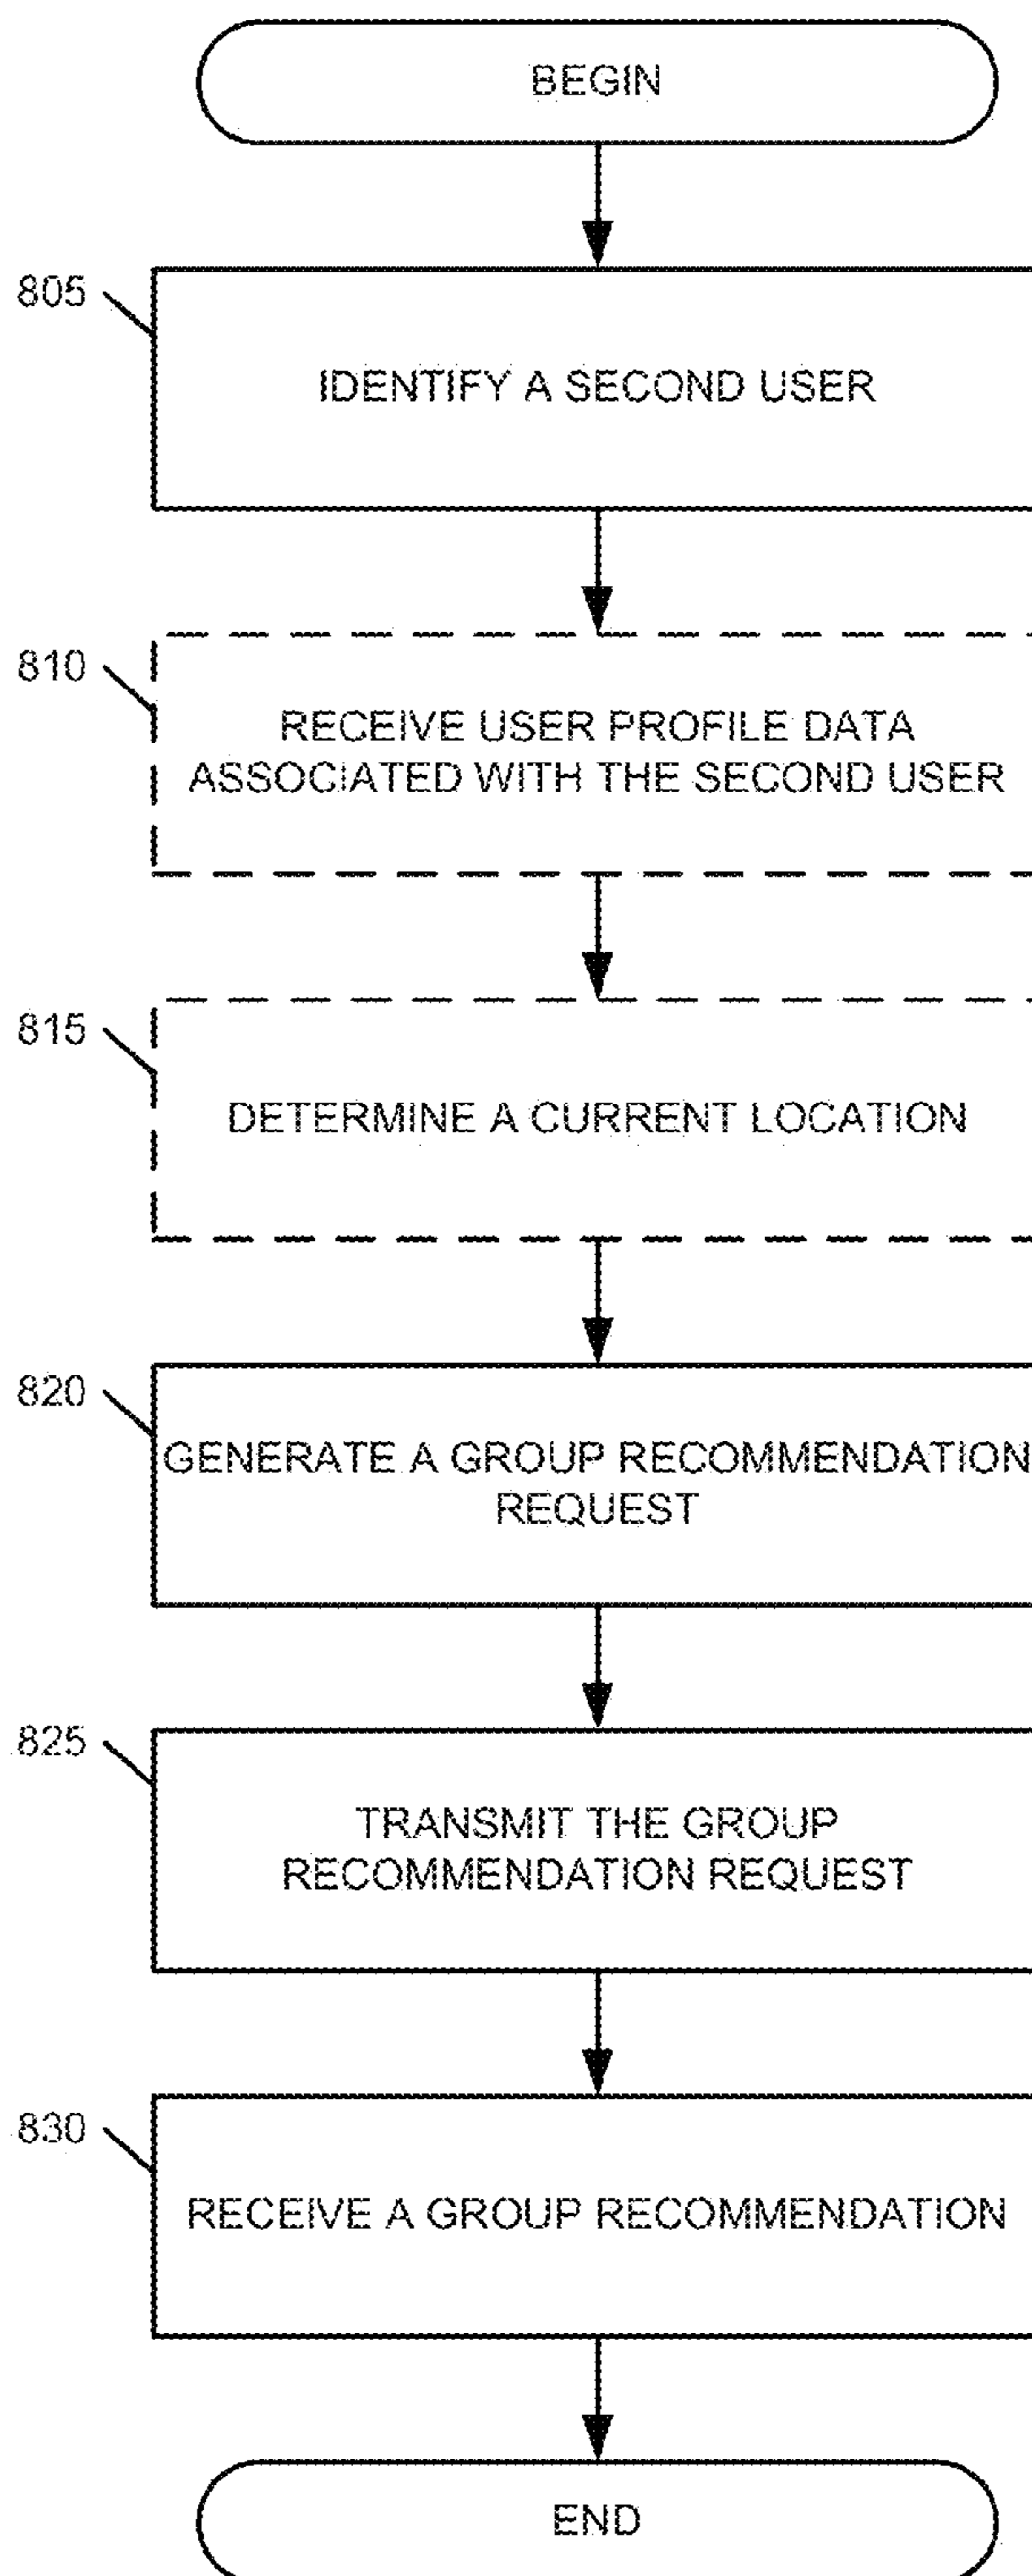 BEGIN
805
IDENTIFY A SECOND USER
810
RECEIVE USER PROFILE DATA
ASSOCIATED WITH THE SECOND USER
815
DETERMINE A CURRENT LOCATION
820
GENERATE A GROUP RECOMMENDATION
REQUEST
825
TRANSMIT THE GROUP
RECOMMENDATION REQUEST
830
RECEIVE A GROUP RECOMMENDATION
END